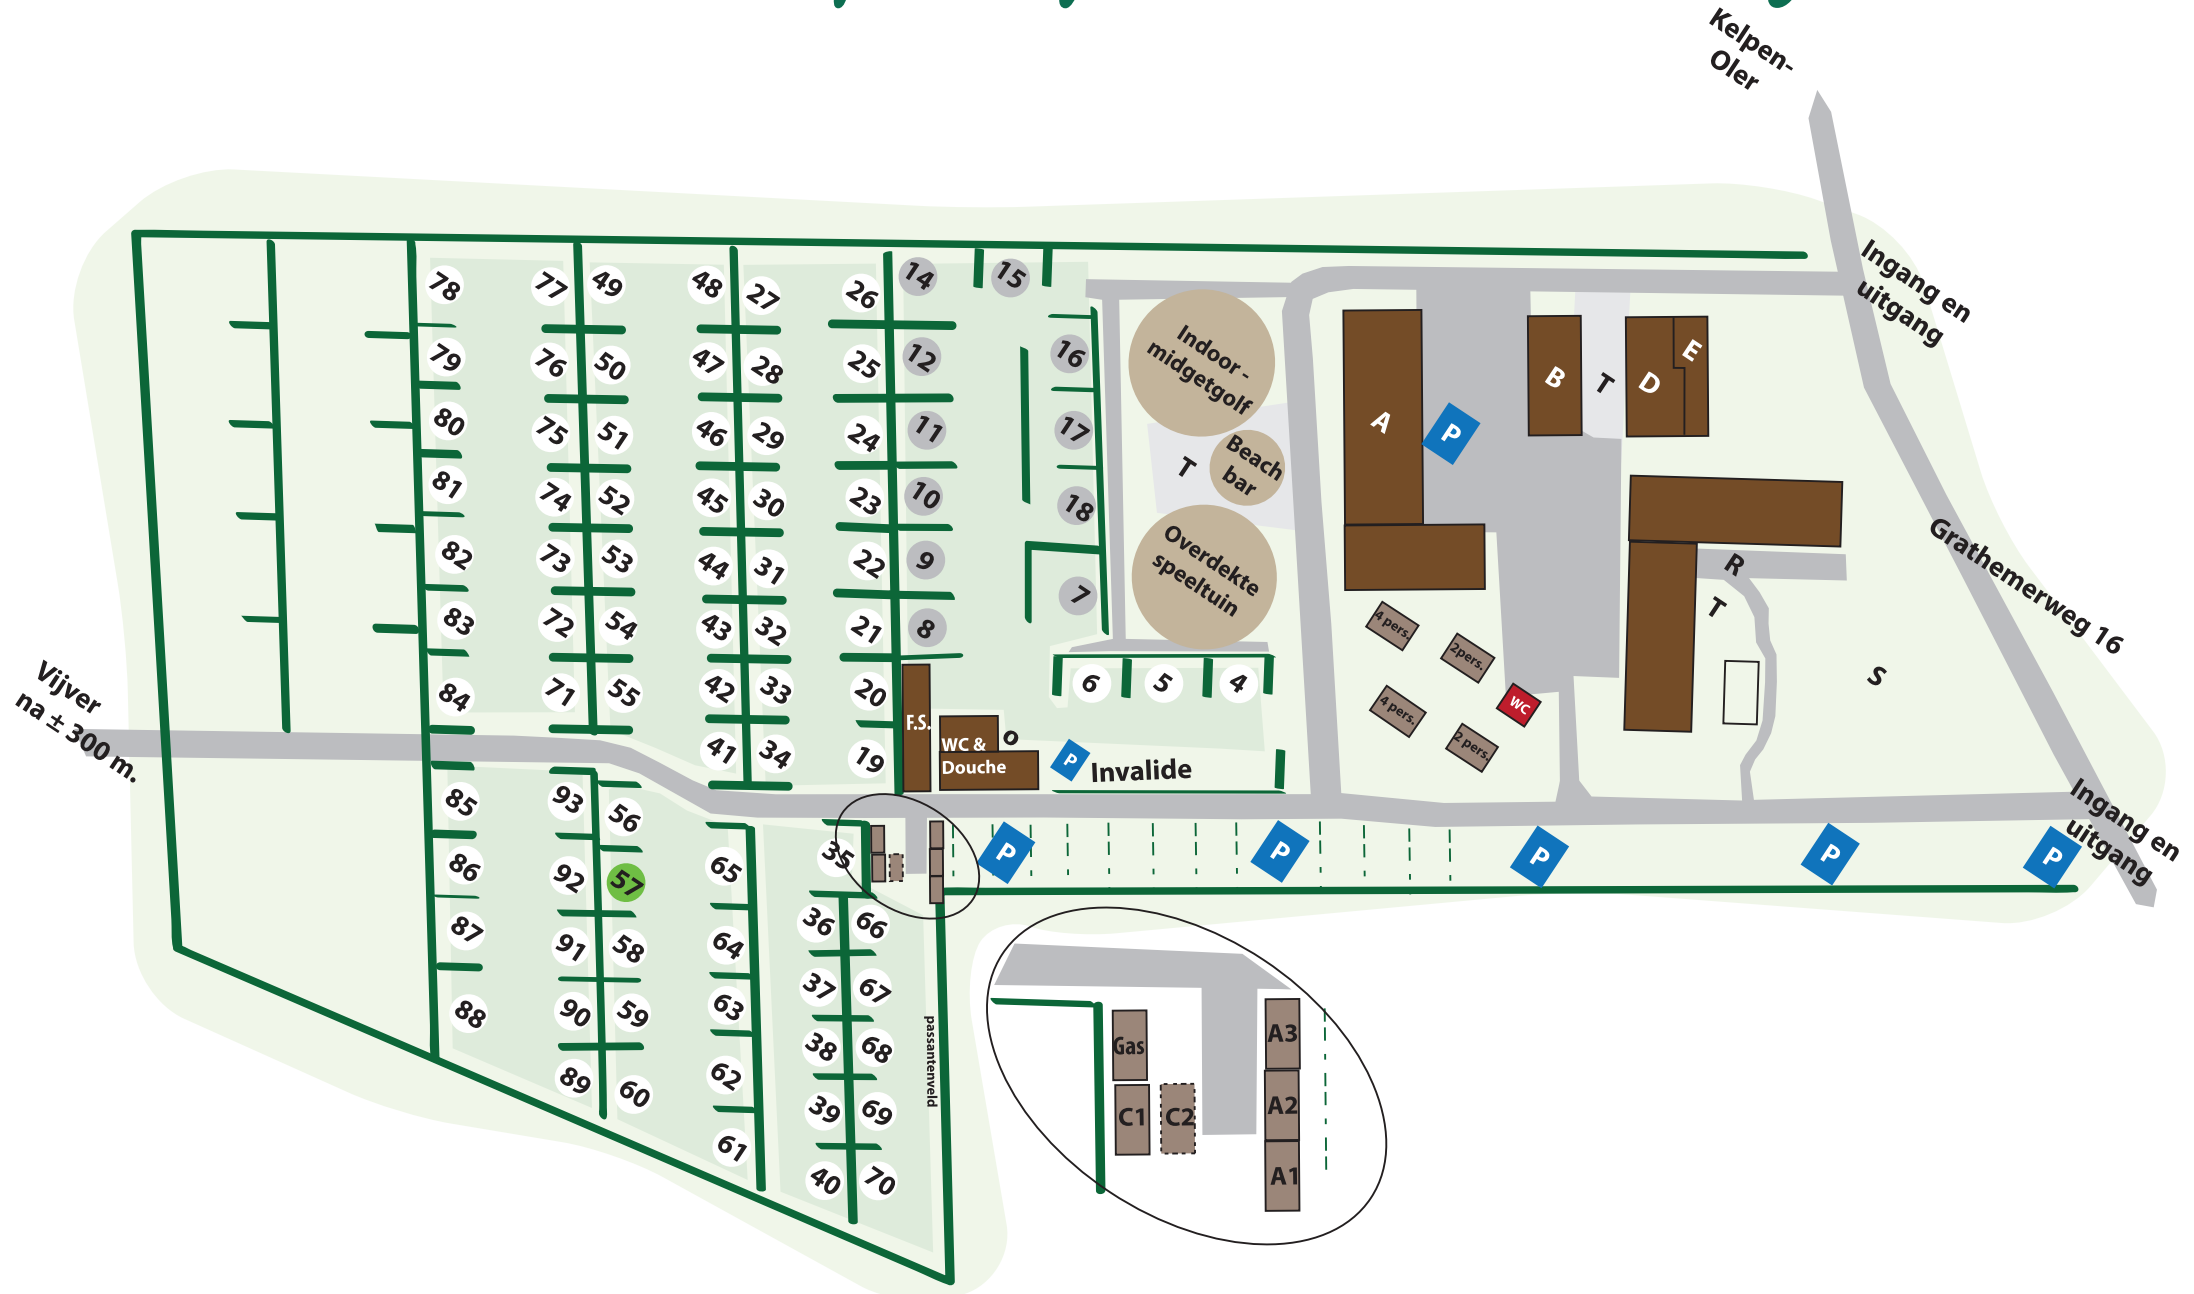 Kelpen-
Oler
Ingang en
uitgang
Grathemerweg 16
Ingang en
uitgang
Vijver
na ± 300 m.
78 77 49 48 27 26 14 15
79 76 50 47 28 25 12 16
80 75 51 46 29 24 11 17
81 74 52 45 30 23 10 18
82 73 53 44 31 22 9 7
83 72 54 43 32 21 8
84 71 55 42 33 20 6 5 4
41 34 19
Indoor -
midgetgolf
Beach
bar
T
Overdekte
speeltuin
A
P
B
T
D
E
R
T
S
4 pers.
2pers.
4 pers.
2 pers.
WC
F.S.
WC &
Douche
o
P
Invalide
P P P P P
85 93 56
86 92 57 65 35
87 91 58 64 36 66
88 90 59 63 37 67
89 60 62 38 68
61 39 69
40 70
passantenveld
Gas
C1
C2
A3
A2
A1